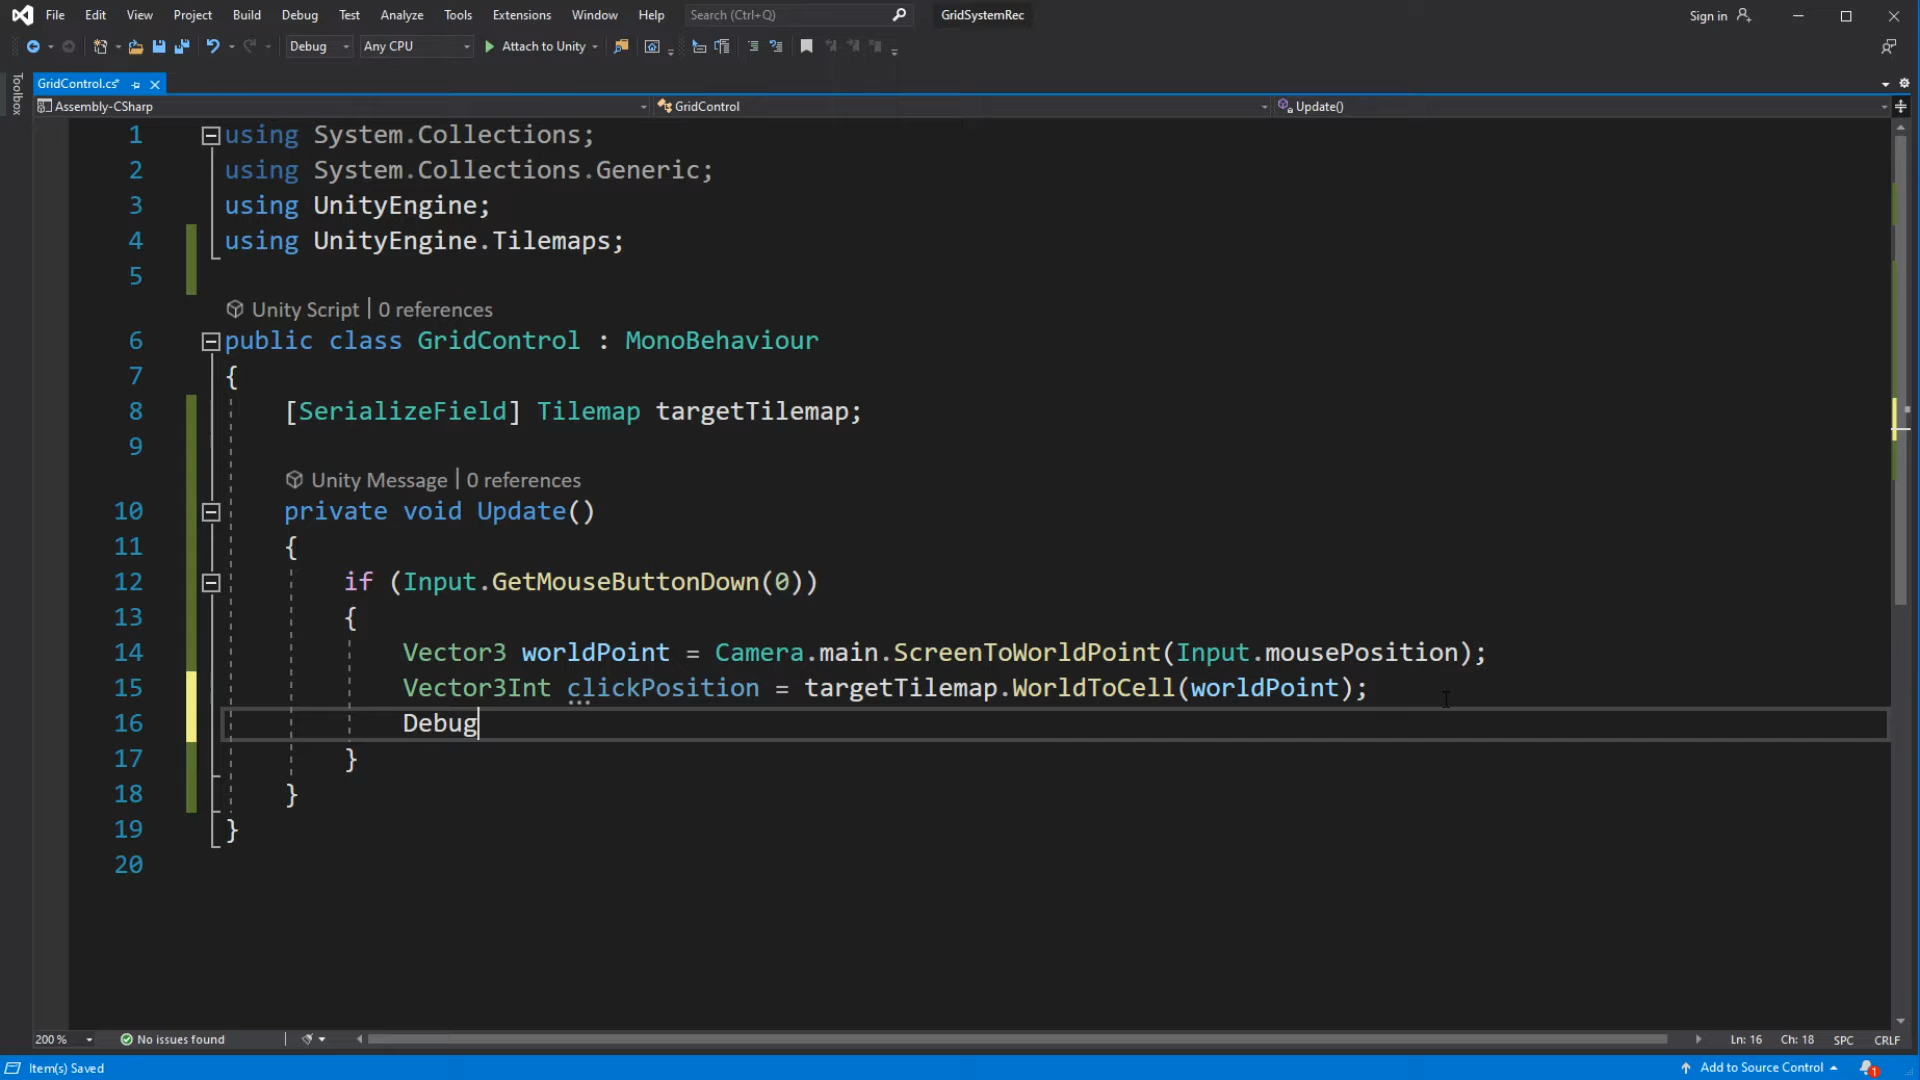 File Edit View Project Build Debug Test Analyze Tools Extensions Window Help Search (Ctrl+Q) GridSystemRec Sign in
Debug Any CPU Attach to Unity
Toolbox
GridControl.cs*
Assembly-CSharp GridControl Update()
1 using System.Collections;
2 using System.Collections.Generic;
3 using UnityEngine;
4 using UnityEngine.Tilemaps;
5
Unity Script | 0 references
6 public class GridControl : MonoBehaviour
7 {
8 [SerializeField] Tilemap targetTilemap;
9
Unity Message | 0 references
10 private void Update()
11 {
12 if (Input.GetMouseButtonDown(0))
13 {
14 Vector3 worldPoint = Camera.main.ScreenToWorldPoint(Input.mousePosition);
15 Vector3Int clickPosition = targetTilemap.WorldToCell(worldPoint);
16 Debug
17 }
18 }
19 }
20
200 % No issues found Ln: 16 Ch: 18 SPC CRLF
Item(s) Saved Add to Source Control 1